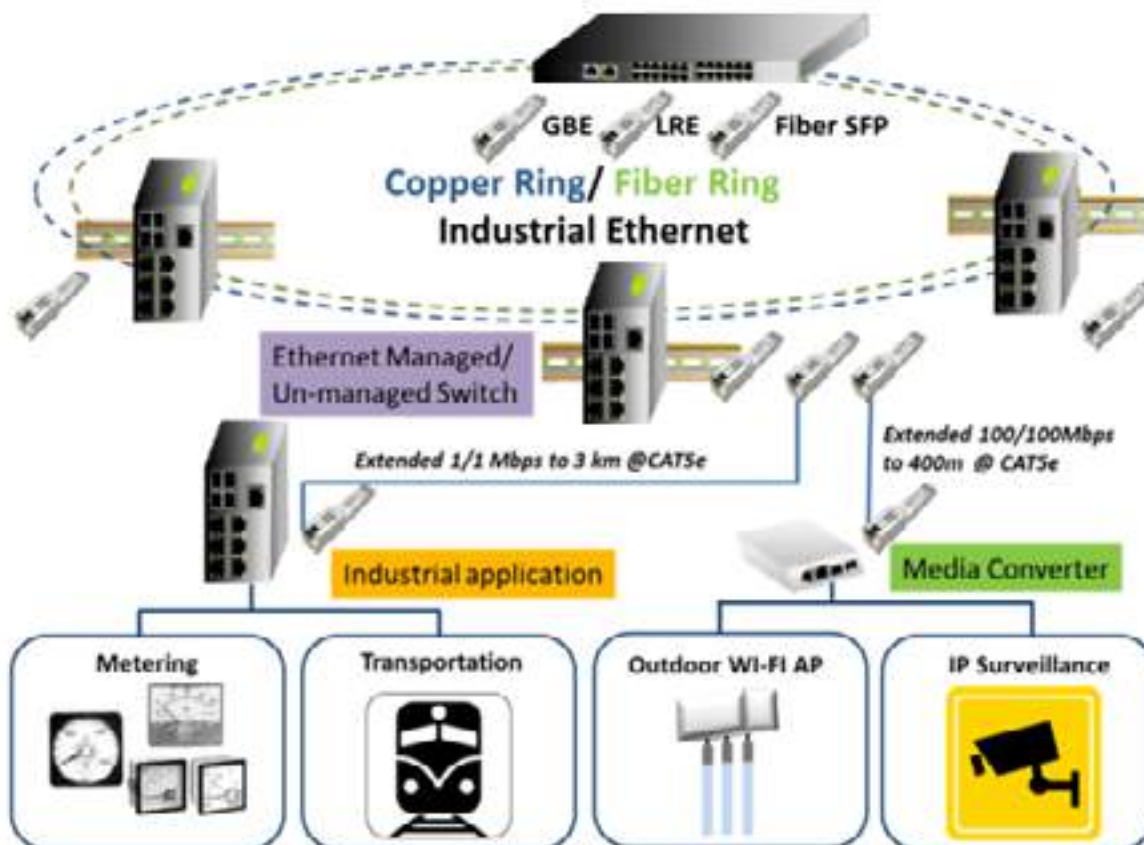 GBE LRE Fiber SFP
Copper Ring/ Fiber Ring
Industrial Ethernet
Ethernet Managed/
Un-managed Switch
Extended 1/1 Mbps to 3 km @CAT5e
Extended 100/100Mbps
to 400m @ CAT5e
Industrial application
Media Converter
Metering
Transportation
Outdoor WI-FI AP
IP Surveillance